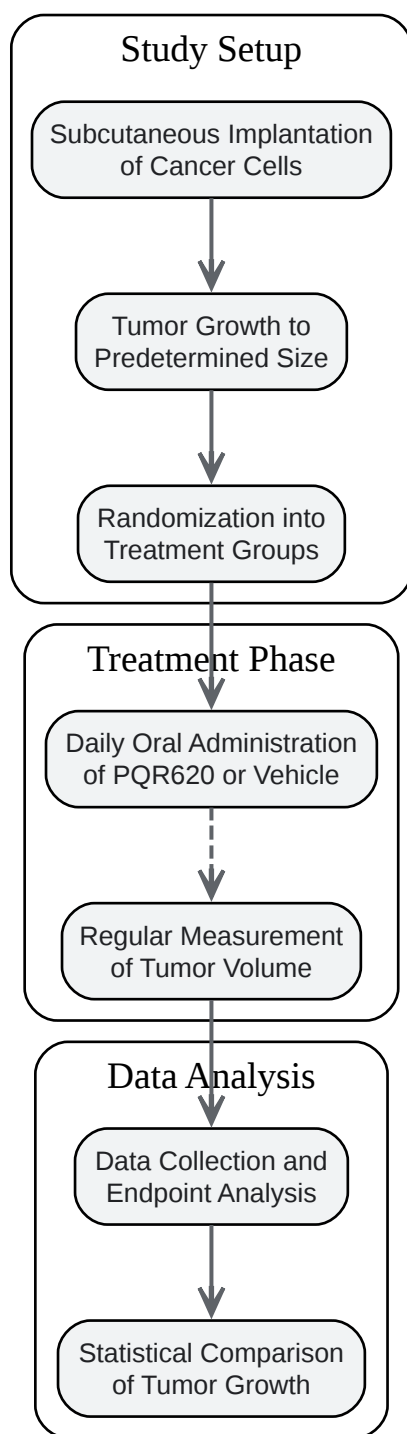 Study Setup
Subcutaneous Implantation
of Cancer Cells
Tumor Growth to
Predetermined Size
Randomization into
Treatment Groups
Treatment Phase
Daily Oral Administration
of PQR620 or Vehicle
Regular Measurement
of Tumor Volume
Data Analysis
Data Collection and
Endpoint Analysis
Statistical Comparison
of Tumor Growth